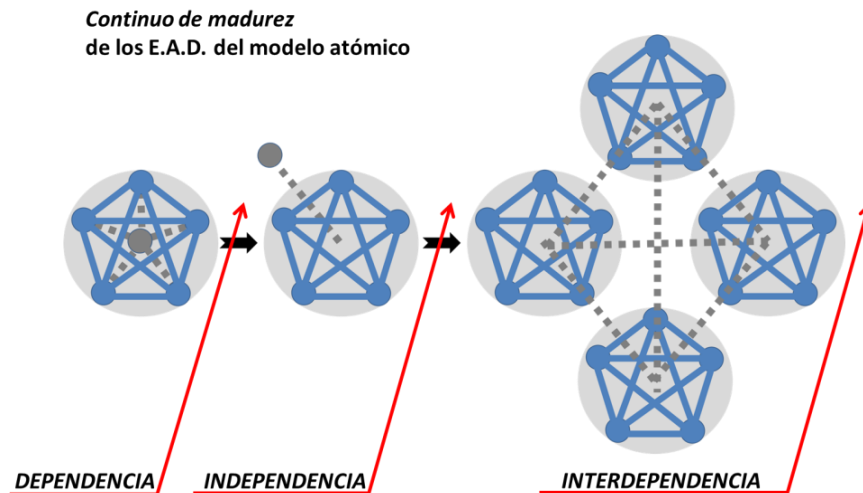 Continuo de madurez
de los E.A.D. del modelo atómico
DEPENDENCIA
INDEPENDENCIA
INTERDEPENDENCIA